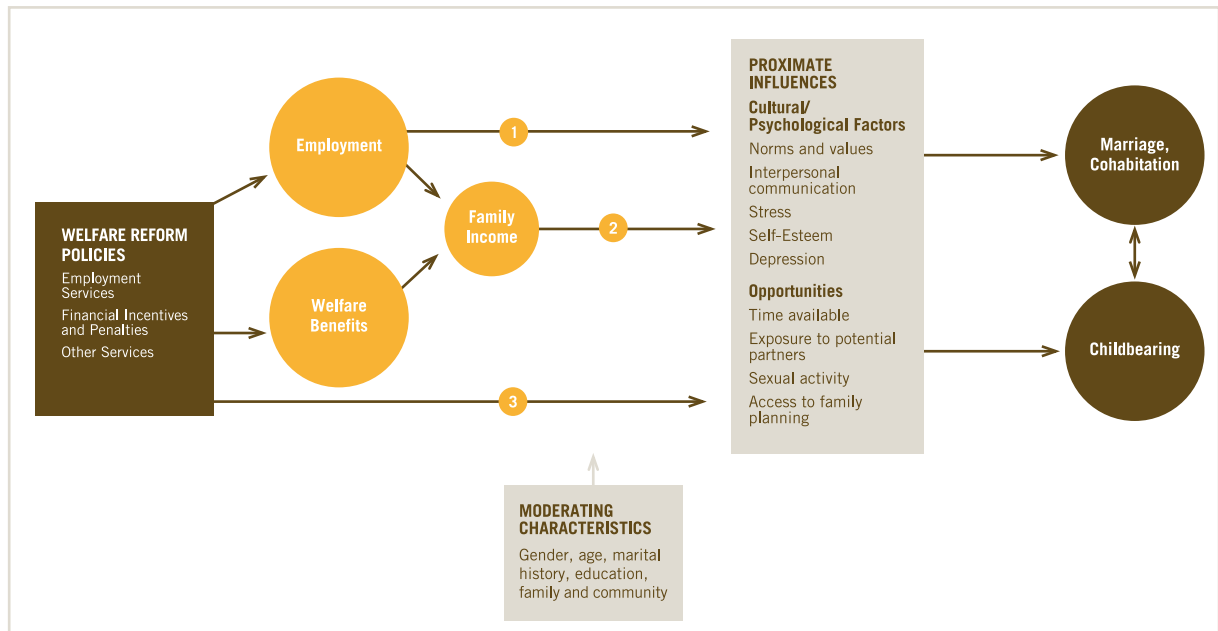 WELFARE REFORM
POLICIES
Employment
Services
Financial Incentives
and Penalties
Other Services
Employment
Welfare
Benefits
Family
Income
1
2
3
MODERATING
CHARACTERISTICS
Gender, age, marital
history, education,
family and community
PROXIMATE
INFLUENCES
Cultural/
Psychological Factors
Norms and values
Interpersonal
communication
Stress
Self-Esteem
Depression
Opportunities
Time available
Exposure to potential
partners
Sexual activity
Access to family
planning
Marriage,
Cohabitation
Childbearing